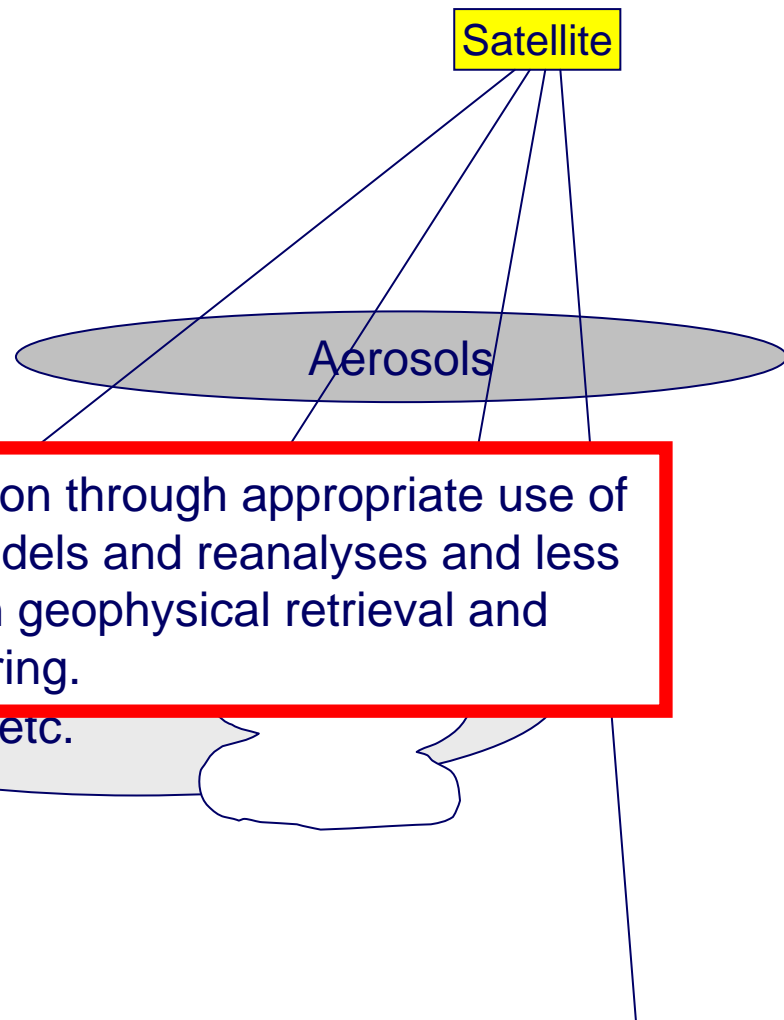 Satellite
Aerosols
on through appropriate use of
dels and reanalyses and less
geophysical retrieval and
ring.
etc.